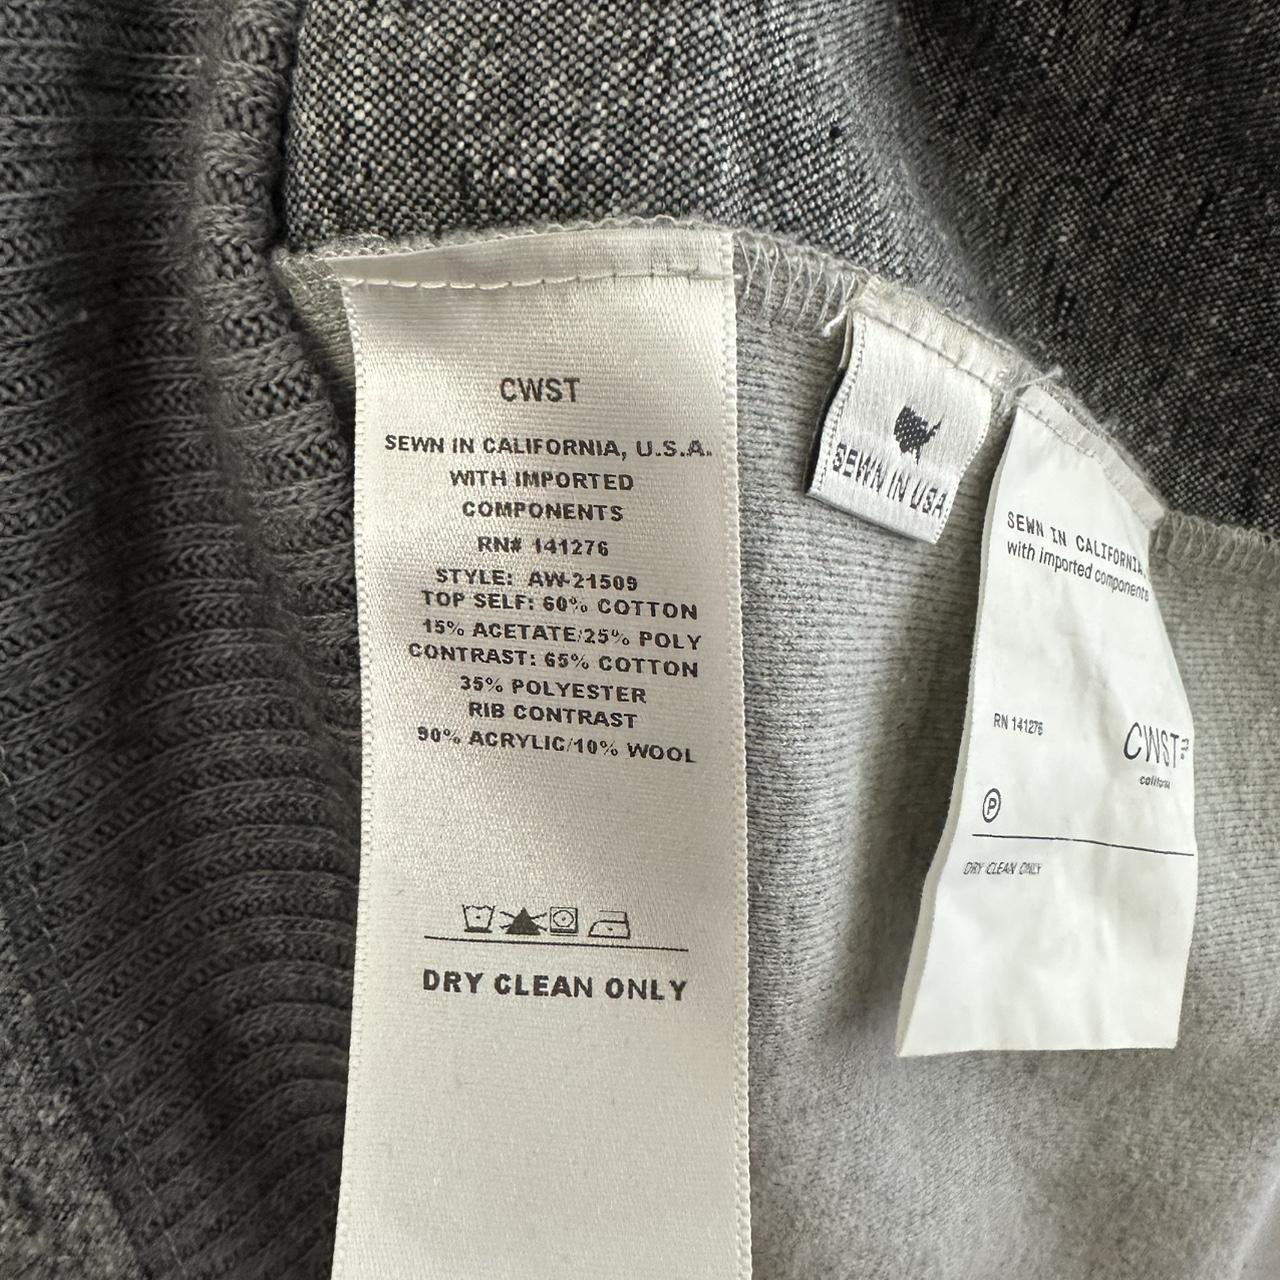 CWST
SEWN IN CALIFORNIA, U.S.A.
WITH IMPORTED
COMPONENTS
RN# 141276
STYLE: AW-21509
TOP SELF: 60% COTTON
15% ACETATE/25% POLY
CONTRAST: 65% COTTON
35% POLYESTER
RIB CONTRAST
90% ACRYLIC/10% WOOL
DRY CLEAN ONLY
SEWN IN USA
SEWN IN CALIFORNIA
with imported components
RN 141276
CWST
california
P
DRY CLEAN ONLY